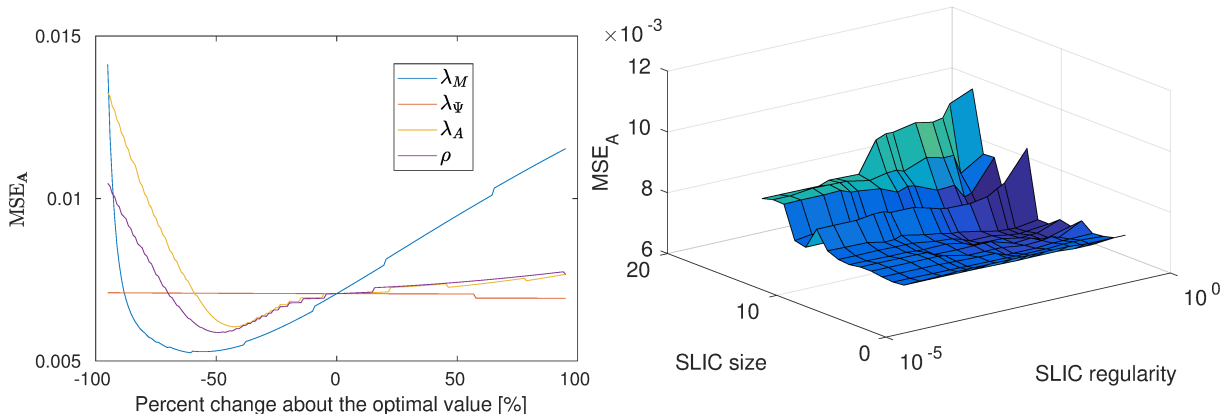 0.015
0.01
0.005
MSE_A
-100
-50
0
50
100
Percent change about the optimal value [%]
λ_M
λ_Ψ
λ_A
ρ
×10^-3
12
10
8
6
MSE_A
20
10
0
SLIC size
10^-5
10^0
SLIC regularity